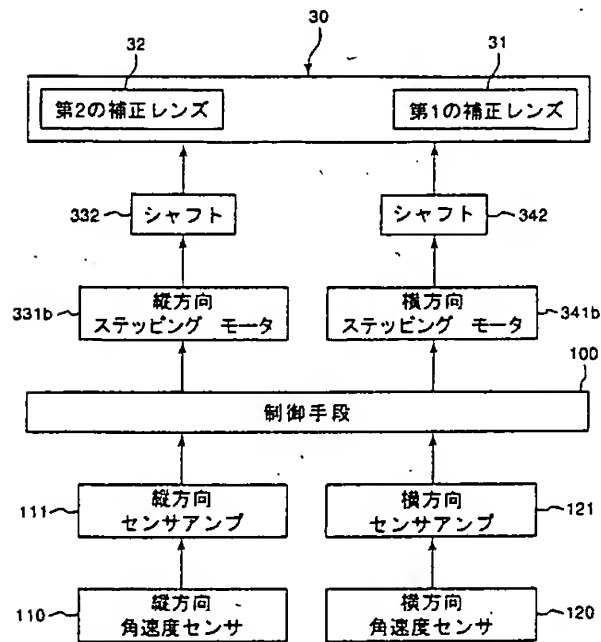 30
32
31
第2の補正レンズ
第1の補正レンズ
332
シャフト
シャフト
342
331b
縦方向
ステッピング モータ
横方向
ステッピング モータ
341b
100
制御手段
111
縦方向
センサアンプ
横方向
センサアンプ
121
110
縦方向
角速度センサ
横方向
角速度センサ
120